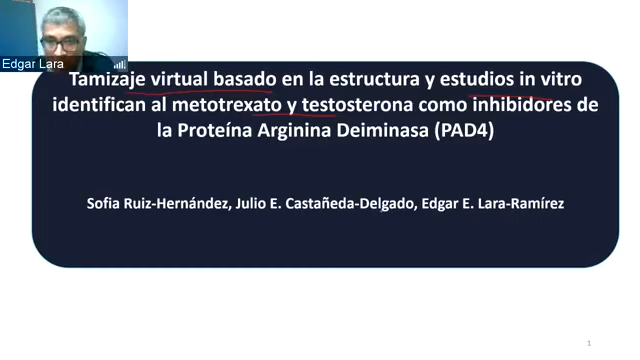 Edgar Lara
Tamizaje virtual basado en la estructura y estudios in vitro
identifican al metotrexato y testosterona como inhibidores de
la Proteína Arginina Deiminasa (PAD4)
Sofia Ruiz-Hernández, Julio E. Castañeda-Delgado, Edgar E. Lara-Ramírez
1